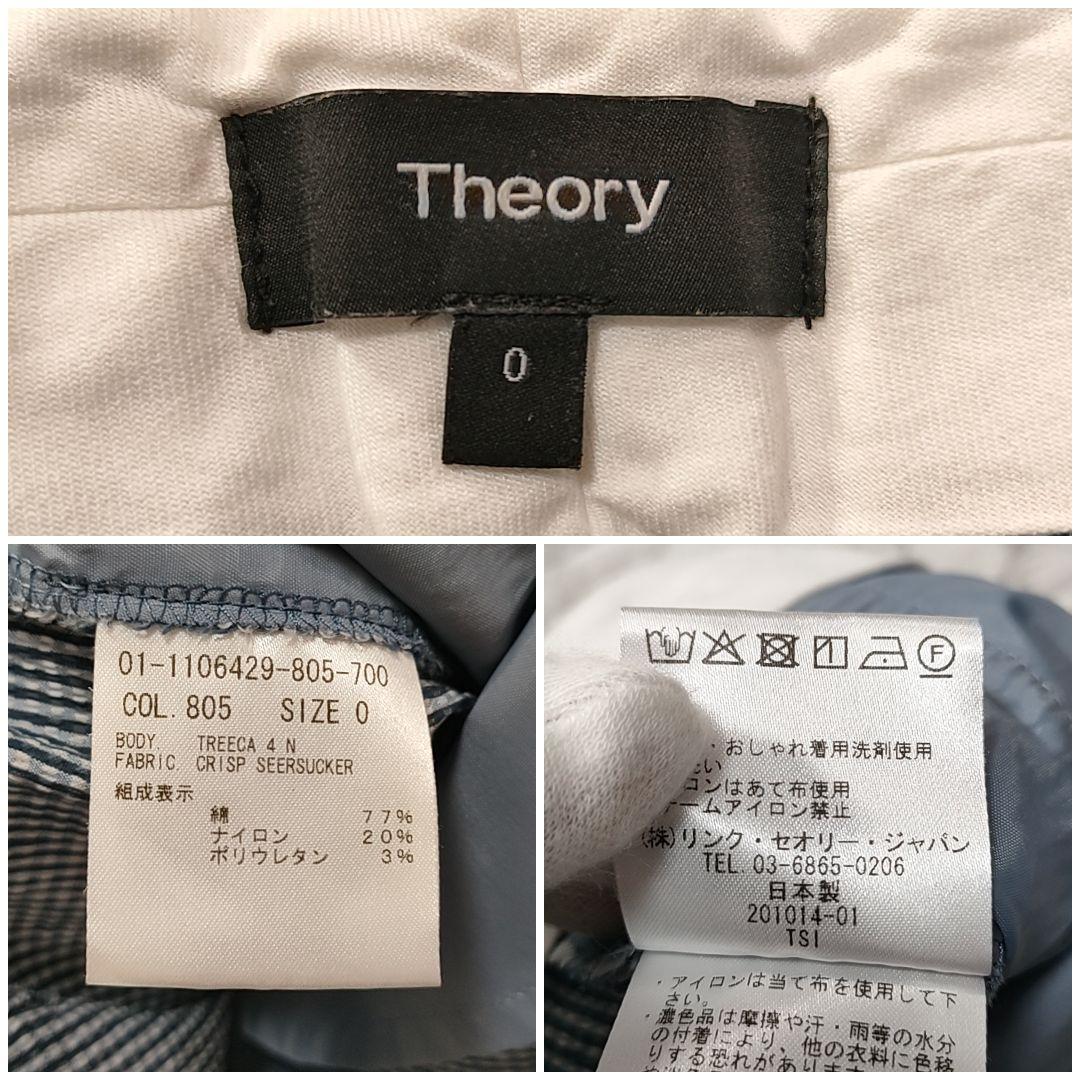 Theory
0
01-1106429-805-700
COL. 805 SIZE 0
BODY. TREECA 4 N
FABRIC CRISP SEERSUCKER
組成表示
綿 77%
ナイロン 20%
ポリウレタン 3%
F
・おしゃれ着用洗剤使用
さい
ロンはあて布使用
ームアイロン禁止
(株)リンク・セオリー・ジャパン
TEL. 03-6865-0206
日本製
201014-01
TSI
・アイロンは当て布を使用して下
さい。
・濃色品は摩擦や汗・雨等の水分
の付着により、他の衣料に色移
りする恐れがあります